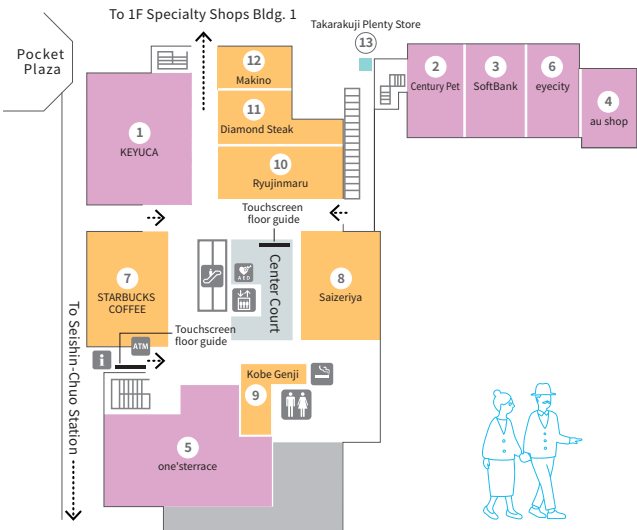 To 1F Specialty Shops Bldg. 1
Takarakuji Plenty Store
13
Pocket
Plaza
12
Makino
2
Century Pet
3
SoftBank
6
eyecity
4
au shop
11
Diamond Steak
1
KEYUCA
10
Ryujinmaru
Touchscreen
floor guide
7
STARBUCKS
COFFEE
AED
Center Court
8
Saizeriya
To Seishin-Chuo Station
Touchscreen
floor guide
ATM
i
Kobe Genji
9
5
one'sterrace